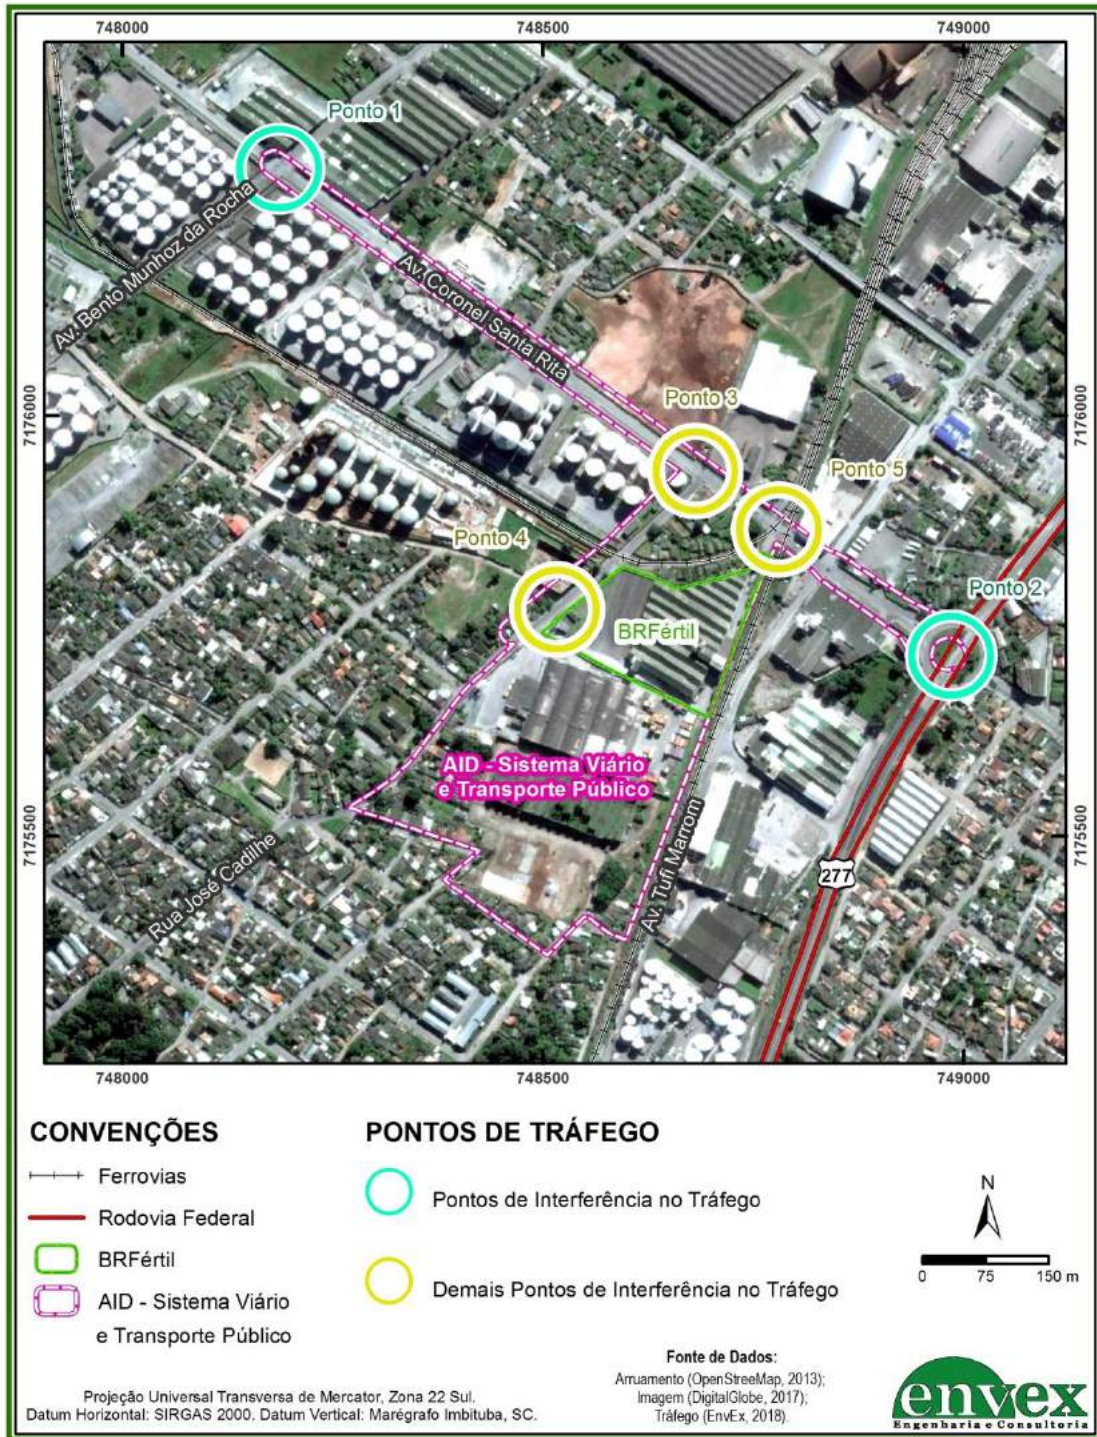 748000
748500
749000
Ponto 1
Av. Bento Munhoz da Rocha
Av. Coronel Santa Rita
7176000
7176000
Ponto 3
Ponto 5
Ponto 4
Ponto 2
BRFértil
AID - Sistema Viário
e Transporte Público
7175500
7175500
277
Av. Tufi Marrom
Rua José Cadilhe
748000
748500
749000
CONVENÇÕES
Ferrovias
Rodovia Federal
BRFértil
AID - Sistema Viário
e Transporte Público
PONTOS DE TRÁFEGO
Pontos de Interferência no Tráfego
Demais Pontos de Interferência no Tráfego
N
0 75 150 m
Projeção Universal Transversa de Mercator, Zona 22 Sul.
Datum Horizontal: SIRGAS 2000. Datum Vertical: Marégrafo Imbituba, SC.
Fonte de Dados:
Arruamento (OpenStreeMap, 2013);
Imagem (DigitalGlobe, 2017);
Tráfego (EnvEx, 2018).
envex
Engenharia e Consultoria